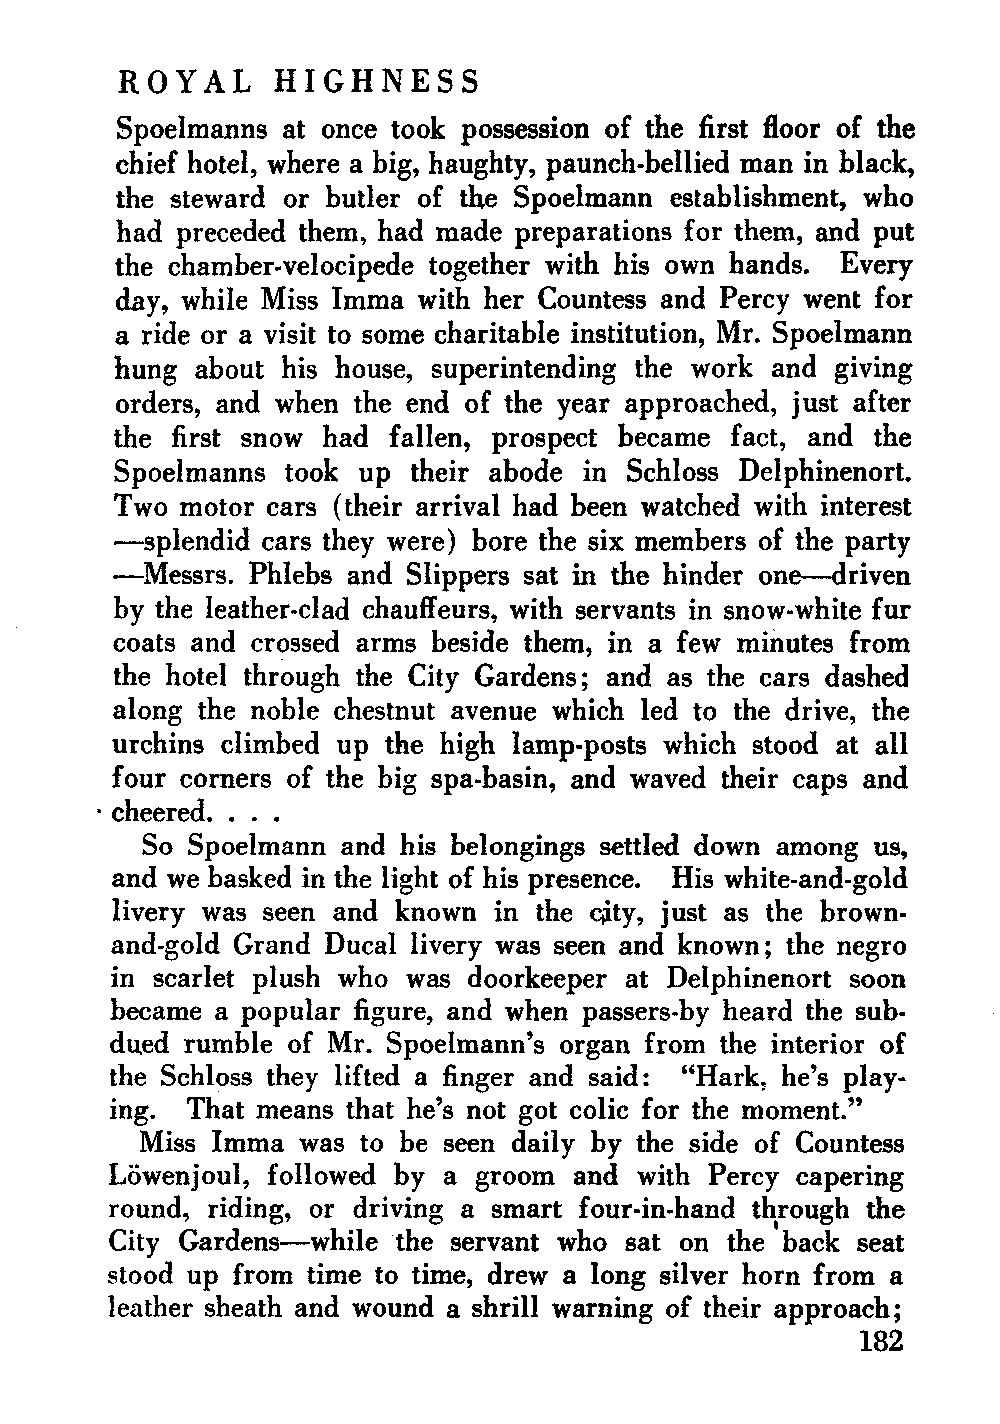 ROYAL HIGHNESS
Spoelmanns at once took possession of the first floor of the
chief hotel, where a big, haughty, paunch-bellied man in black,
the steward or butler of the Spoelmann establishment, who
had preceded them, had made preparations for them, and put
the chamber-velocipede together with his own hands. Every
day, while Miss Imma with her Countess and Percy went for
a ride or a visit to some charitable institution, Mr. Spoelmann
hung about his house, superintending the work and giving
orders, and when the end of the year approached, just after
the first snow had fallen, prospect became fact, and the
Spoelmanns took up their abode in Schloss Delphinenort.
Two motor cars (their arrival had been watched with interest
—splendid cars they were) bore the six members of the party
—Messrs. Phlebs and Slippers sat in the hinder one—driven
by the leather-clad chauffeurs, with servants in snow-white fur
coats and crossed arms beside them, in a few minutes from
the hotel through the City Gardens; and as the cars dashed
along the noble chestnut avenue which led to the drive, the
urchins climbed up the high lamp-posts which stood at all
four corners of the big spa-basin, and waved their caps and
cheered. . . .
So Spoelmann and his belongings settled down among us,
and we basked in the light of his presence. His white-and-gold
livery was seen and known in the city, just as the brown-
and-gold Grand Ducal livery was seen and known; the negro
in scarlet plush who was doorkeeper at Delphinenort soon
became a popular figure, and when passers-by heard the sub-
dued rumble of Mr. Spoelmann's organ from the interior of
the Schloss they lifted a finger and said: “Hark, he's play-
ing. That means that he's not got colic for the moment.”
Miss Imma was to be seen daily by the side of Countess
Löwenjoul, followed by a groom and with Percy capering
round, riding, or driving a smart four-in-hand through the
City Gardens—while the servant who sat on the back seat
stood up from time to time, drew a long silver horn from a
leather sheath and wound a shrill warning of their approach;
182